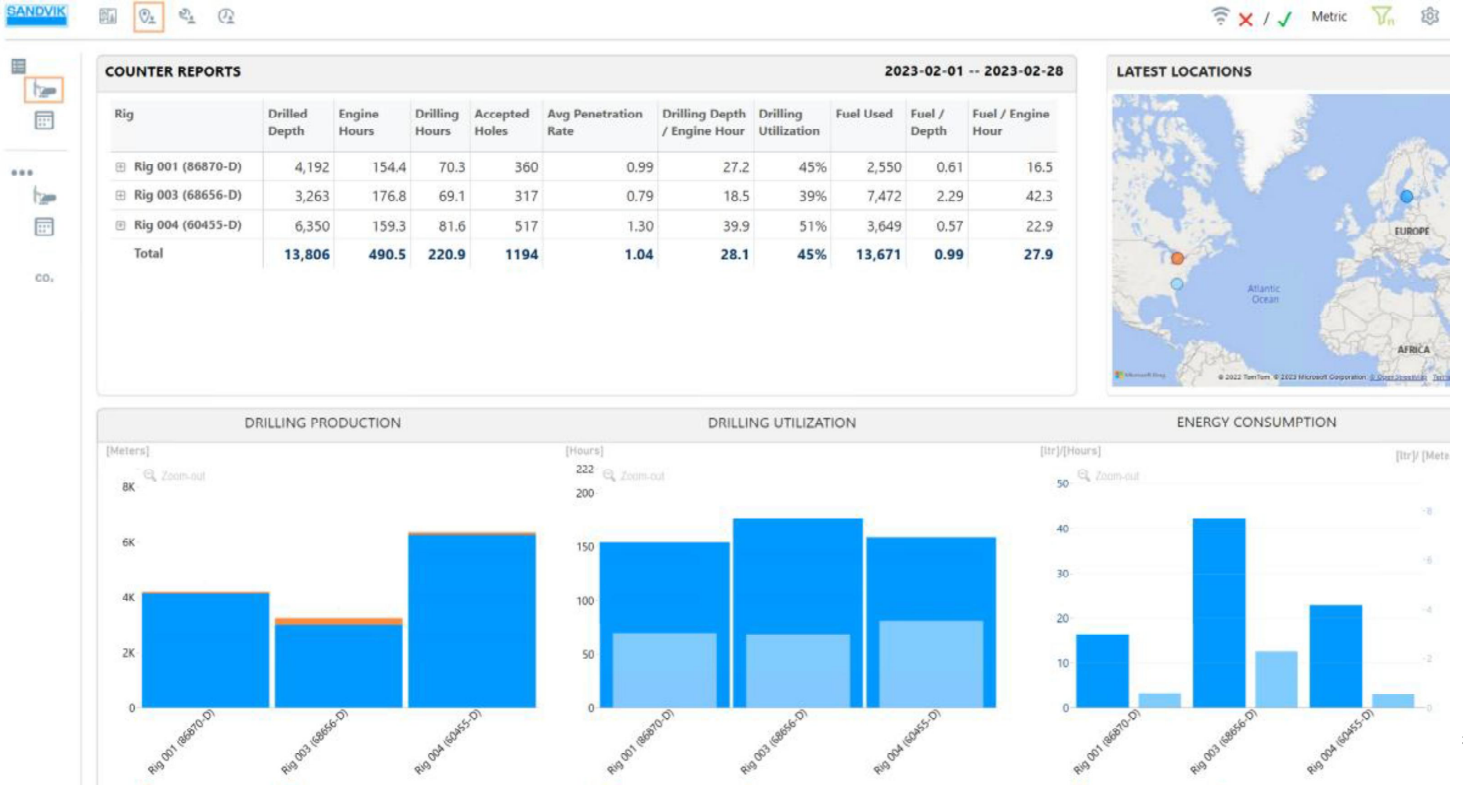 SANDVIK
/ Metric n
COUNTER REPORTS 2023-02-01 -- 2023-02-28
Rig Drilled Depth Engine Hours Drilling Hours Accepted Holes Avg Penetration Rate Drilling Depth / Engine Hour Drilling Utilization Fuel Used Fuel / Depth Fuel / Engine Hour
Rig 001 (86870-D) 4,192 154.4 70.3 360 0.99 27.2 45% 2,550 0.61 16.5
Rig 003 (68656-D) 3,263 176.8 69.1 317 0.79 18.5 39% 7,472 2.29 42.3
Rig 004 (60455-D) 6,350 159.3 81.6 517 1.30 39.9 51% 3,649 0.57 22.9
Total 13,806 490.5 220.9 1194 1.04 28.1 45% 13,671 0.99 27.9
CO₂
LATEST LOCATIONS
EUROPE
Atlantic
Ocean
AFRICA
© 2022 TomTom, © 2023 Microsoft Corporation,
DRILLING PRODUCTION
[Meters]
Zoom-out
8K
6K
4K
2K
0
Rig 001 (86870-D) Rig 003 (68656-D) Rig 004 (60455-D)
DRILLING UTILIZATION
[Hours]
222 Zoom-out
200
150
100
50
0
Rig 001 (86870-D) Rig 003 (68656-D) Rig 004 (60455-D)
ENERGY CONSUMPTION
[ltr]/[Hours] [ltr]/ [Mete
Zoom-out
50
40
30
20
10
0
8
6
4
2
0
Rig 001 (86870-D) Rig 003 (68656-D) Rig 004 (60455-D)